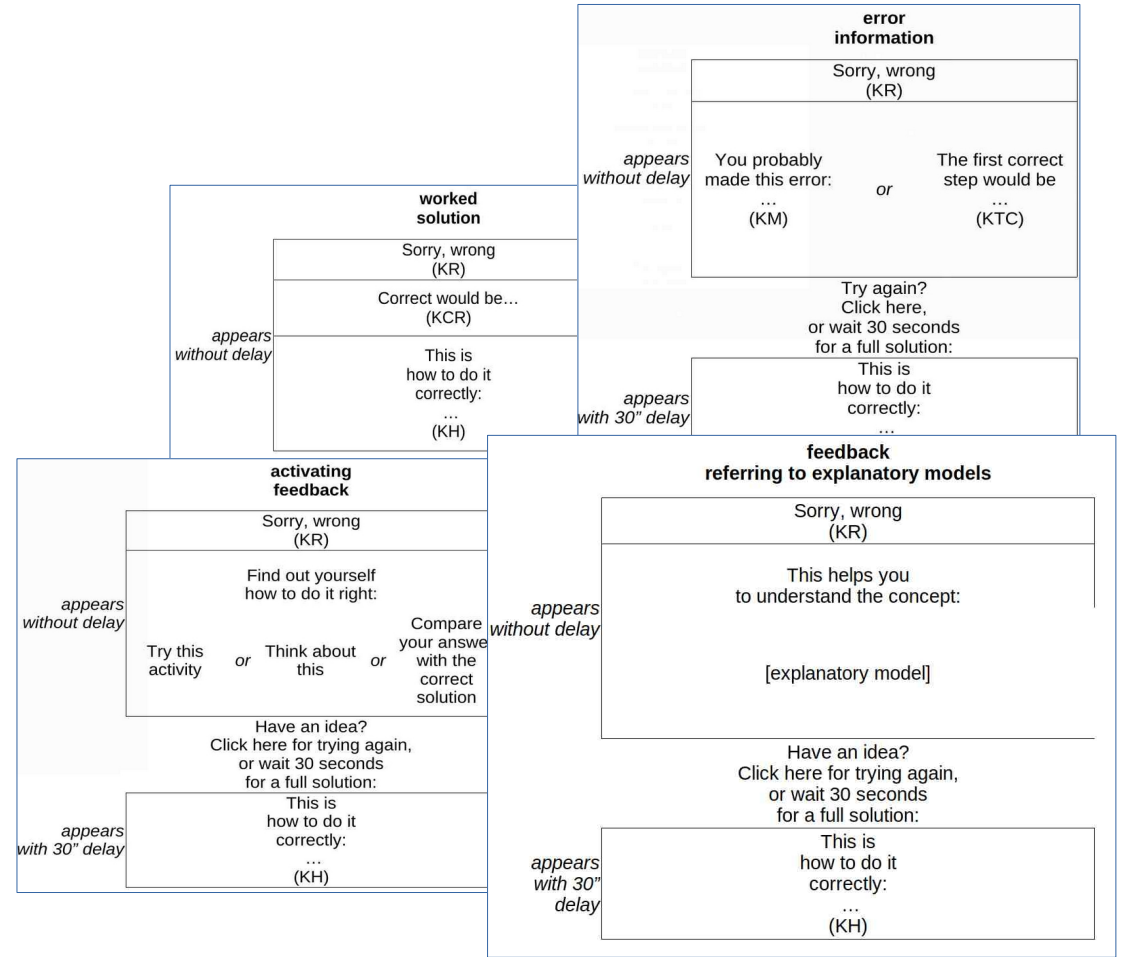 error
information
Sorry, wrong
(KR)
appears
without delay
You probably
made this error:
…
(KM)
or
The first correct
step would be
…
(KTC)
Try again?
Click here,
or wait 30 seconds
for a full solution:
appears
with 30” delay
This is
how to do it
correctly:
…
worked
solution
Sorry, wrong
(KR)
Correct would be…
(KCR)
appears
without delay
This is
how to do it
correctly:
…
(KH)
activating
feedback
Sorry, wrong
(KR)
appears
without delay
Find out yourself
how to do it right:
Try this
activity
or
Think about
this
or
Compare
your answe
with the
correct
solution
Have an idea?
Click here for trying again,
or wait 30 seconds
for a full solution:
appears
with 30” delay
This is
how to do it
correctly:
…
(KH)
feedback
referring to explanatory models
Sorry, wrong
(KR)
appears
without delay
This helps you
to understand the concept:
[explanatory model]
Have an idea?
Click here for trying again,
or wait 30 seconds
for a full solution:
appears
with 30”
delay
This is
how to do it
correctly:
…
(KH)